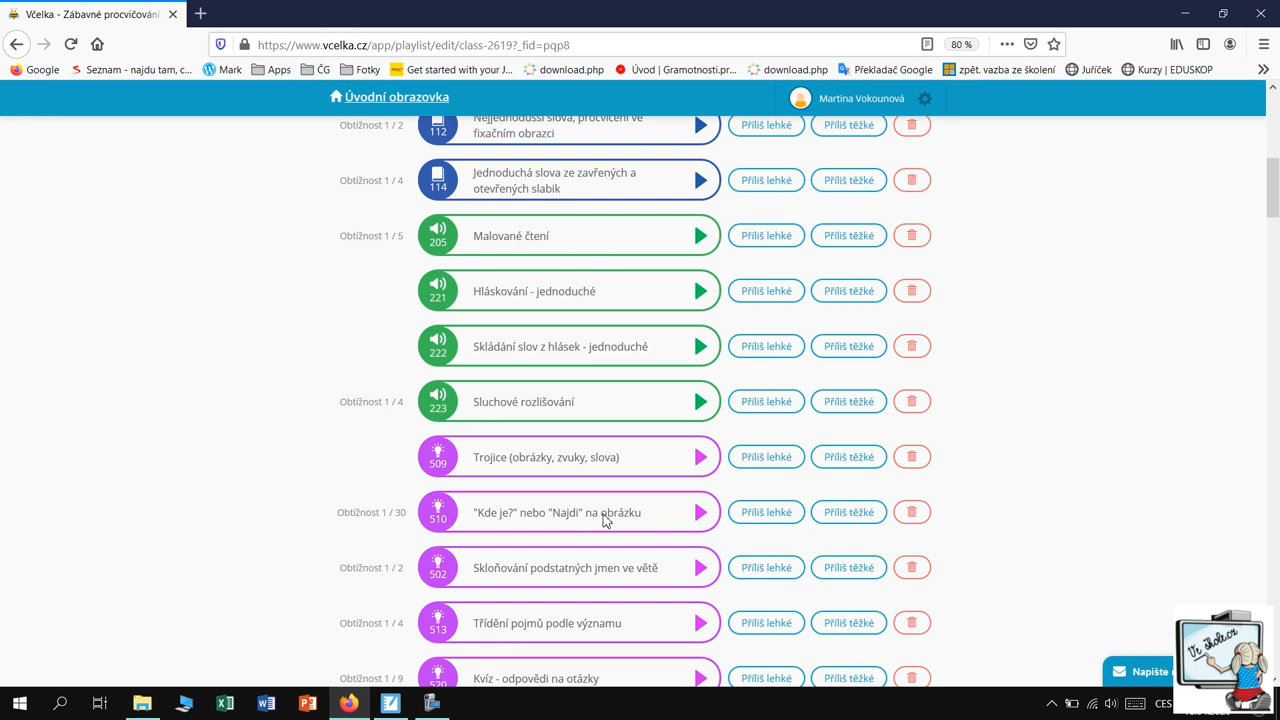 Včelka - Zábavné procvičování
https://www.vcelka.cz/app/playlist/edit/class-2619?_fid=pqp8
80 %
Google
Seznam - najdu tam, c...
Mark
Apps
ČG
Fotky
Get started with your J...
download.php
Úvod | Gramotnosti.pr...
download.php
Překladač Google
zpět. vazba ze školení
Juříček
Kurzy | EDUSKOP
Úvodní obrazovka
Martina Vokounová
Obtížnost 1 / 2
112
Nejjednodušší slova, procvičení ve
fixačním obrazci
Příliš lehké
Příliš těžké
Obtížnost 1 / 4
114
Jednoduchá slova ze zavřených a
otevřených slabik
Příliš lehké
Příliš těžké
Obtížnost 1 / 5
205
Malované čtení
Příliš lehké
Příliš těžké
221
Hláskování - jednoduché
Příliš lehké
Příliš těžké
222
Skládání slov z hlásek - jednoduché
Příliš lehké
Příliš těžké
Obtížnost 1 / 4
223
Sluchové rozlišování
Příliš lehké
Příliš těžké
509
Trojice (obrázky, zvuky, slova)
Příliš lehké
Příliš těžké
Obtížnost 1 / 30
510
"Kde je?" nebo "Najdi" na obrázku
Příliš lehké
Příliš těžké
Obtížnost 1 / 2
502
Skloňování podstatných jmen ve větě
Příliš lehké
Příliš těžké
Obtížnost 1 / 4
513
Třídění pojmů podle významu
Příliš lehké
Příliš těžké
Obtížnost 1 / 9
520
Kvíz - odpovědi na otázky
Příliš lehké
Příliš těžké
Napište
Ve škole.cz
CES